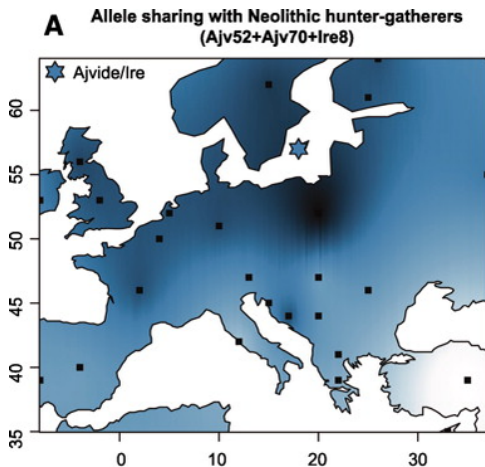 A
Allele sharing with Neolithic hunter-gatherers
(Ajv52+Ajv70+Ire8)
Ajvide/Ire
60
55
50
45
40
35
0 10 20 30